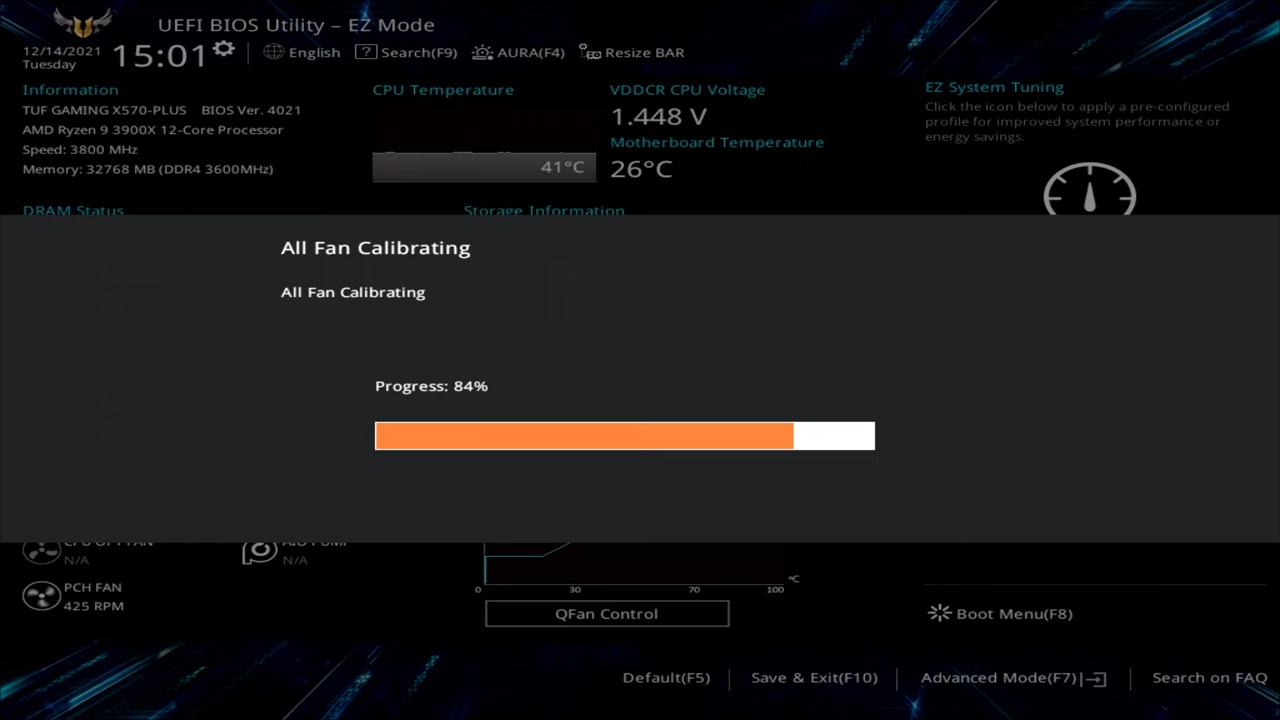 UEFI BIOS Utility – EZ Mode
12/14/2021
Tuesday
15:01
English
Search(F9)
AURA(F4)
Resize BAR
Information
TUF GAMING X570-PLUS BIOS Ver. 4021
AMD Ryzen 9 3900X 12-Core Processor
Speed: 3800 MHz
Memory: 32768 MB (DDR4 3600MHz)
CPU Temperature
41°C
VDDCR CPU Voltage
1.448 V
Motherboard Temperature
26°C
EZ System Tuning
Click the icon below to apply a pre-configured
profile for improved system performance or
energy savings.
DRAM Status
Storage Information
All Fan Calibrating
All Fan Calibrating
Progress: 84%
CPU OPT FAN
N/A
AIO PUMP
N/A
PCH FAN
425 RPM
°C
0 30 70 100
QFan Control
Boot Menu(F8)
Default(F5)
Save & Exit(F10)
Advanced Mode(F7)
Search on FAQ